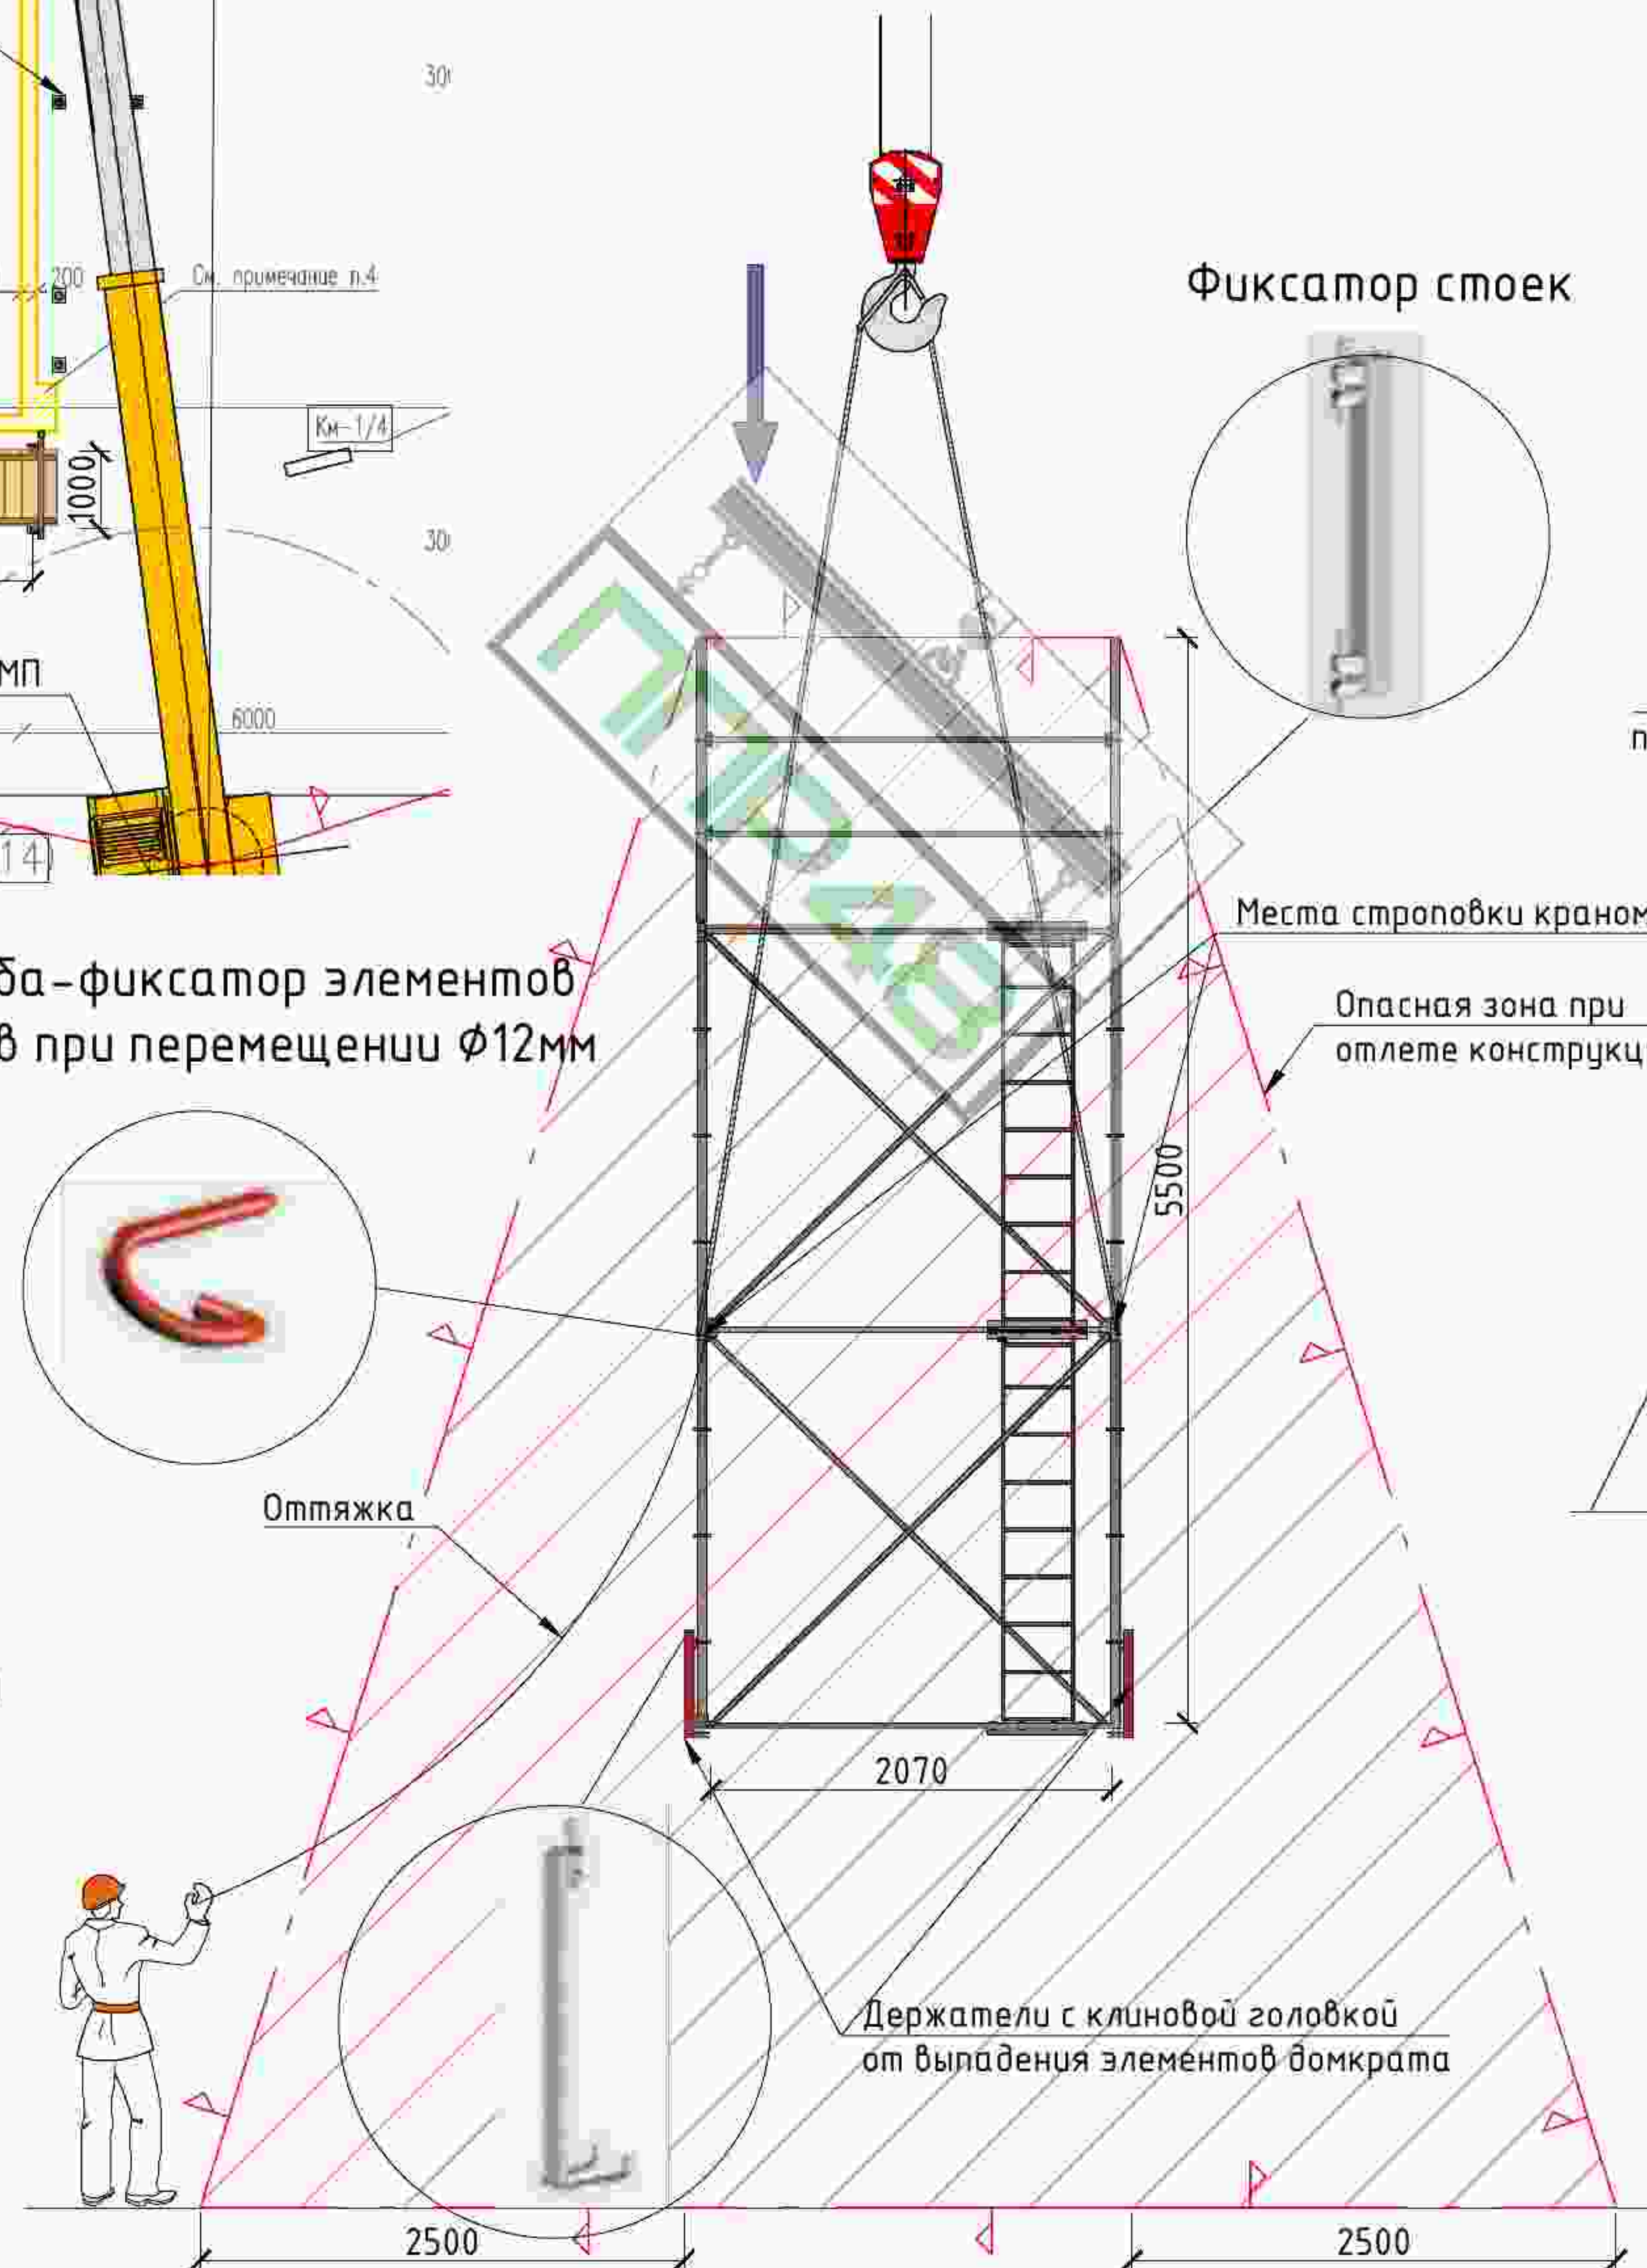 30
200
См. примечание п.4
Км-1/4
1000
30
МП
6000
14
Фиксатор стоек
ППРАВ
Места строповки краном
Опасная зона при
отлете конструкц
ба-фиксатор элементов
в при перемещении Ф12мм
5500
Оттяжка
2070
Держатели с клиновой головкой
от выпадения элементов домкрата
2500
2500